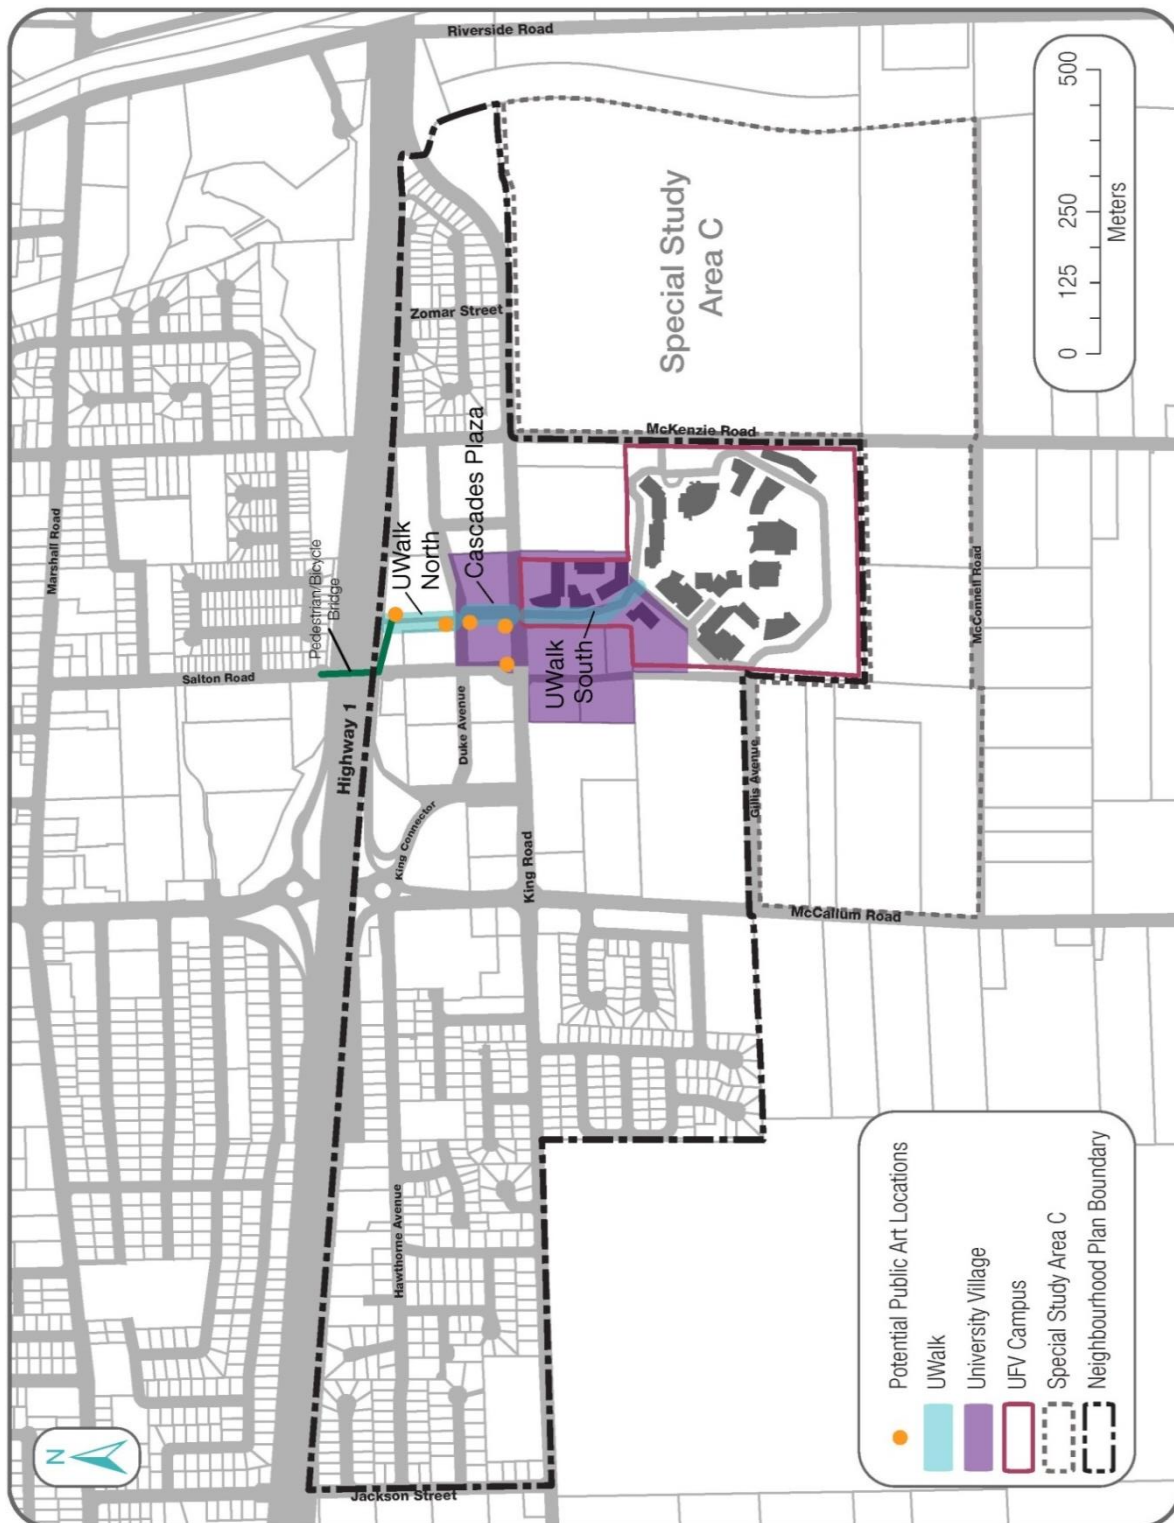 Riverside Road
Special Study
Area C
0 125 250 500
Meters
Zomar Street
McKenzie Road
Marshall Road
Pedestrian/Bicycle
Bridge
UWalk
North
Cascades Plaza
Salton Road
Highway 1
Duke Avenue
UWalk
South
McConnell Road
King Connector
King Road
Gillis Avenue
McCallum Road
Hawthorne Avenue
Jackson Street
N
Potential Public Art Locations
UWalk
University Village
UFV Campus
Special Study Area C
Neighbourhood Plan Boundary